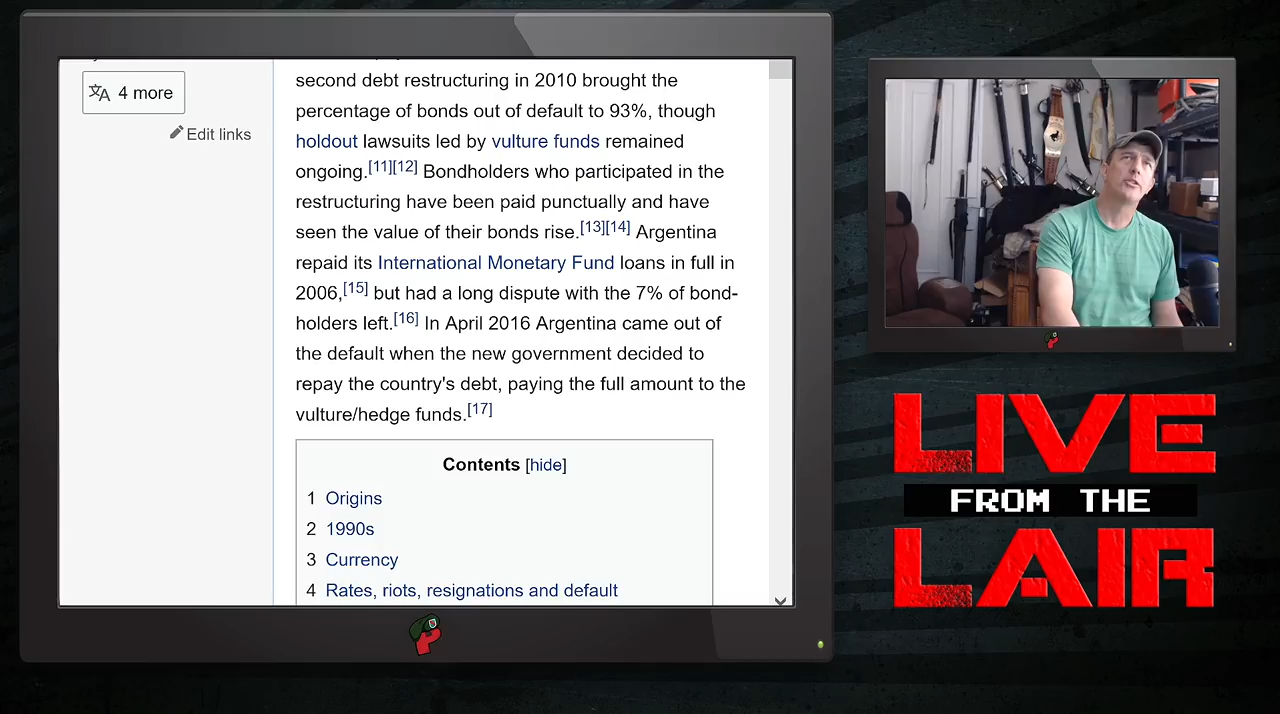 4 more
Edit links
second debt restructuring in 2010 brought the
percentage of bonds out of default to 93%, though
holdout lawsuits led by vulture funds remained
ongoing.[11][12] Bondholders who participated in the
restructuring have been paid punctually and have
seen the value of their bonds rise.[13][14] Argentina
repaid its International Monetary Fund loans in full in
2006,[15] but had a long dispute with the 7% of bond-
holders left.[16] In April 2016 Argentina came out of
the default when the new government decided to
repay the country's debt, paying the full amount to the
vulture/hedge funds.[17]
Contents [hide]
1 Origins
2 1990s
3 Currency
4 Rates, riots, resignations and default
LIVE
FROM THE
LAIR